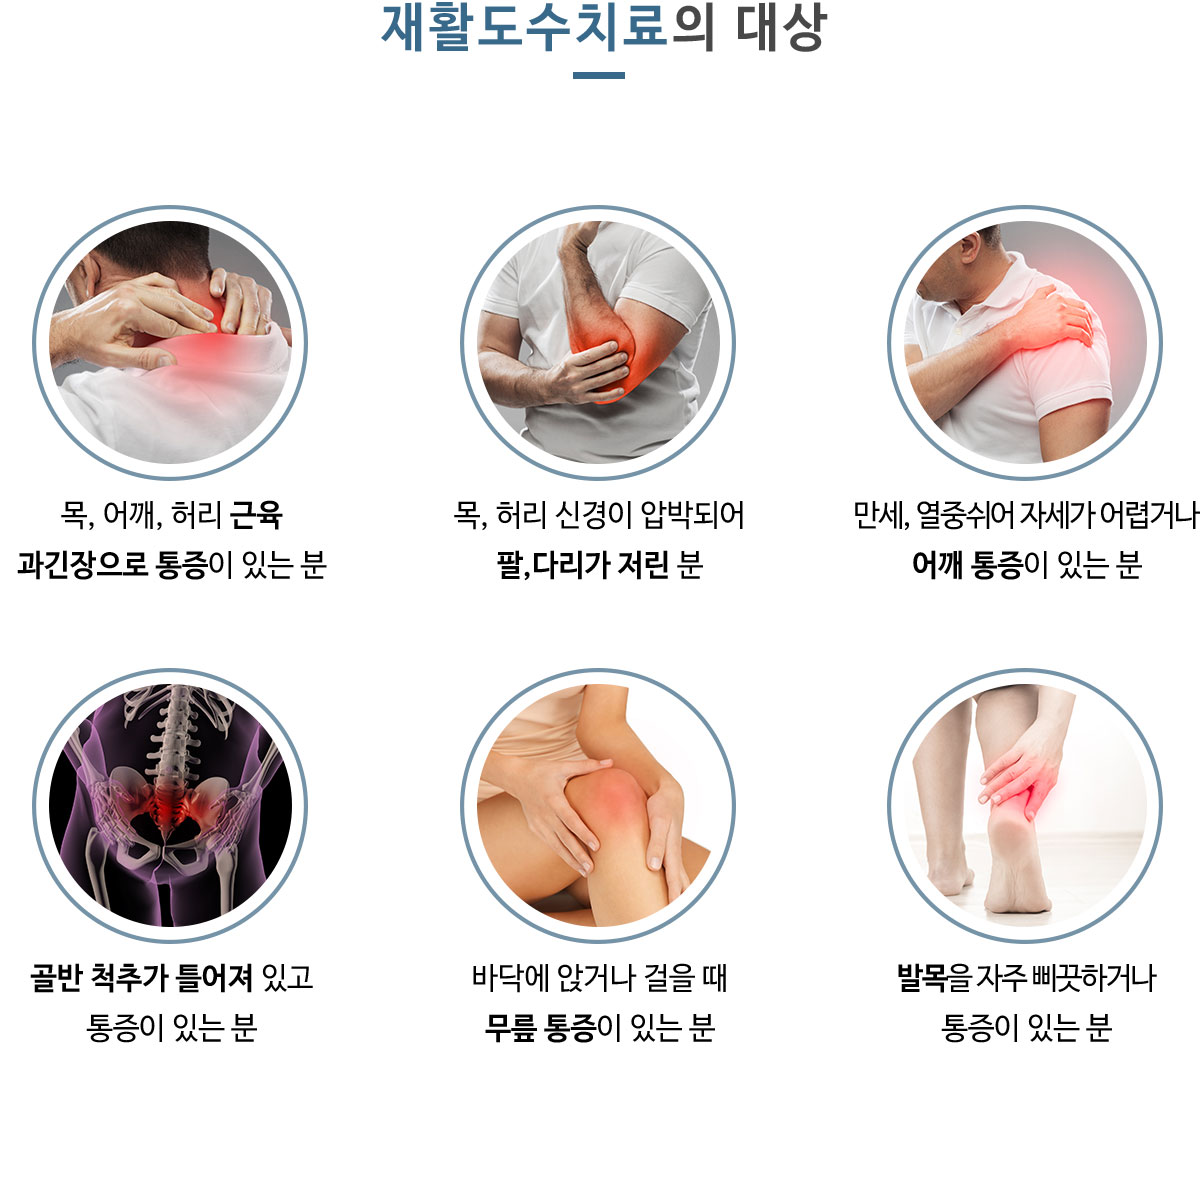 재활도수치료의 대상
목, 어깨, 허리 근육
과긴장으로 통증이 있는 분
목, 허리 신경이 압박되어
팔,다리가 저린 분
만세, 열중쉬어 자세가 어렵거나
어깨 통증이 있는 분
골반 척추가 틀어져 있고
통증이 있는 분
바닥에 앉거나 걸을 때
무릎 통증이 있는 분
발목을 자주 삐끗하거나
통증이 있는 분